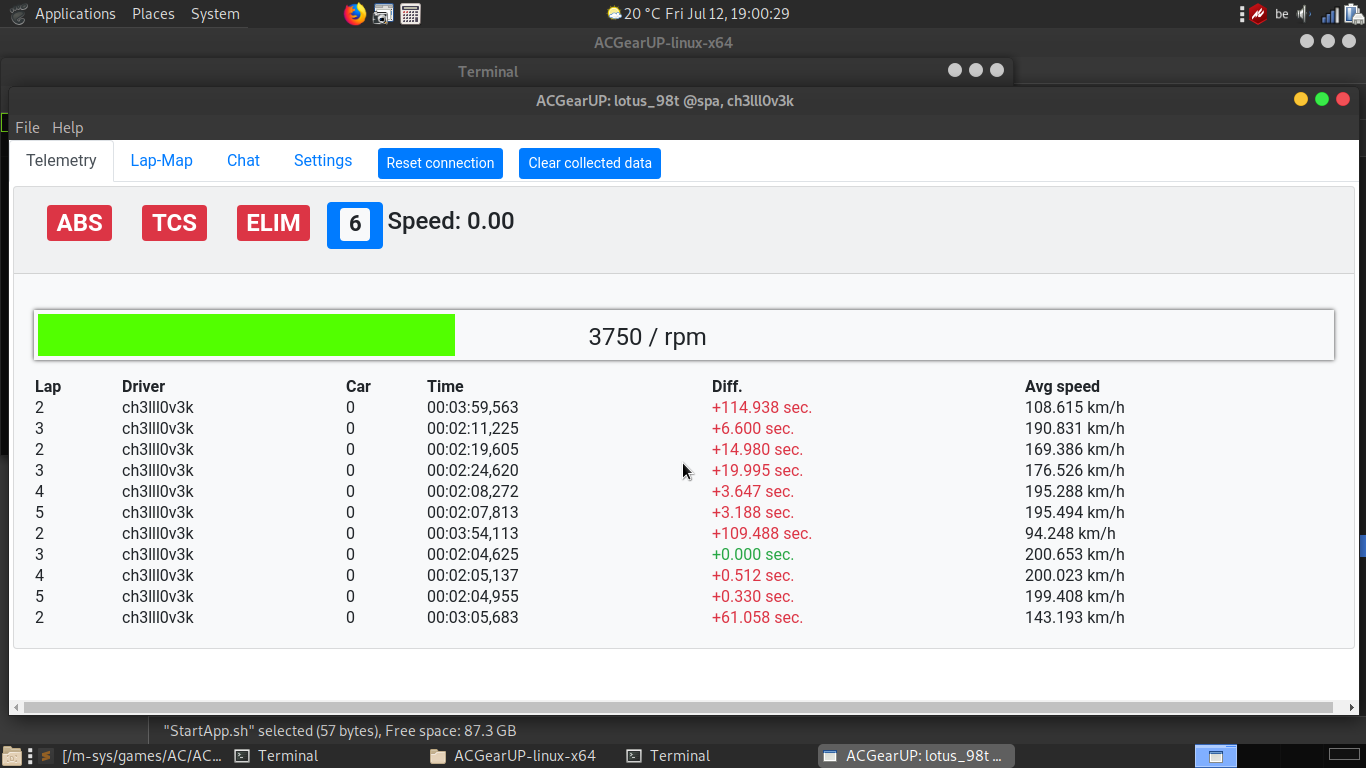 Applications Places System 20 °C Fri Jul 12, 19:00:29 be
ACGearUP-linux-x64
Terminal
ACGearUP: lotus_98t @spa, ch3lll0v3k
File Help
Telemetry Lap-Map Chat Settings Reset connection Clear collected data
ABS TCS ELIM 6 Speed: 0.00
3750 / rpm
Lap Driver Car Time Diff. Avg speed
2 ch3lll0v3k 0 00:03:59,563 +114.938 sec. 108.615 km/h
3 ch3lll0v3k 0 00:02:11,225 +6.600 sec. 190.831 km/h
2 ch3lll0v3k 0 00:02:19,605 +14.980 sec. 169.386 km/h
3 ch3lll0v3k 0 00:02:24,620 +19.995 sec. 176.526 km/h
4 ch3lll0v3k 0 00:02:08,272 +3.647 sec. 195.288 km/h
5 ch3lll0v3k 0 00:02:07,813 +3.188 sec. 195.494 km/h
2 ch3lll0v3k 0 00:03:54,113 +109.488 sec. 94.248 km/h
3 ch3lll0v3k 0 00:02:04,625 +0.000 sec. 200.653 km/h
4 ch3lll0v3k 0 00:02:05,137 +0.512 sec. 200.023 km/h
5 ch3lll0v3k 0 00:02:04,955 +0.330 sec. 199.408 km/h
2 ch3lll0v3k 0 00:03:05,683 +61.058 sec. 143.193 km/h
"StartApp.sh" selected (57 bytes), Free space: 87.3 GB
[/m-sys/games/AC/AC... Terminal ACGearUP-linux-x64 Terminal ACGearUP: lotus_98t ...